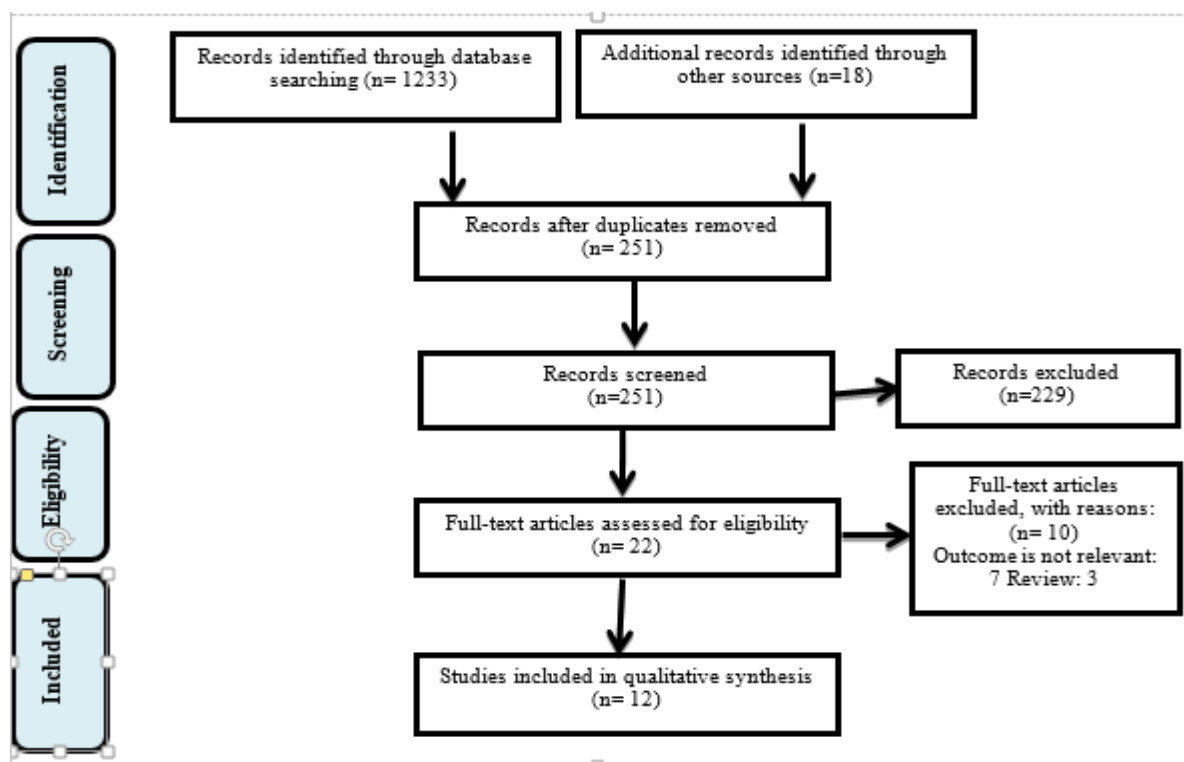 Identification
Records identified through database
searching (n= 1233)
Additional records identified through
other sources (n=18)
Records after duplicates removed
(n= 251)
Screening
Records screened
(n=251)
Records excluded
(n=229)
Eligibility
Full-text articles assessed for eligibility
(n= 22)
Full-text articles
excluded, with reasons:
(n= 10)
Outcome is not relevant:
7 Review: 3
Included
Studies included in qualitative synthesis
(n= 12)